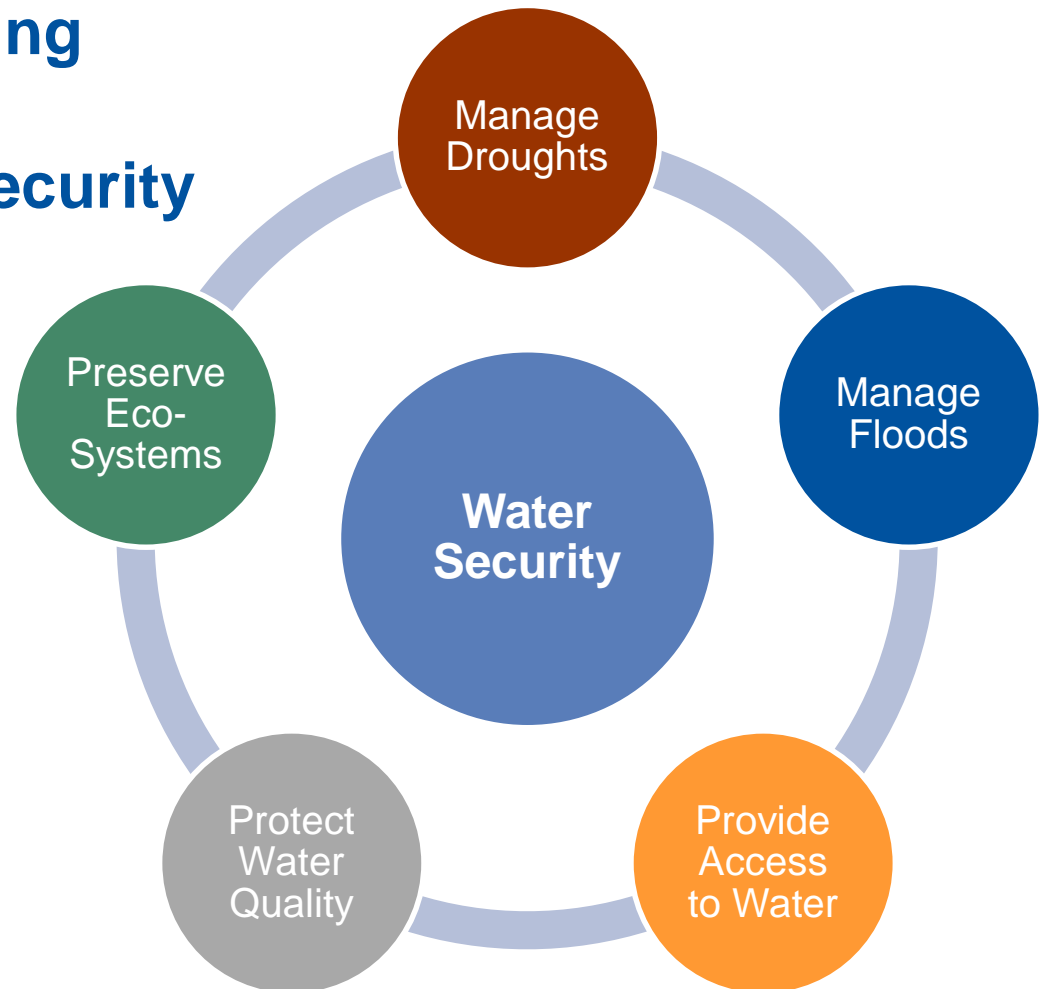 ng
ecurity
Manage
Droughts
Manage
Floods
Provide
Access
to Water
Protect
Water
Quality
Preserve
Eco-
Systems
Water
Security